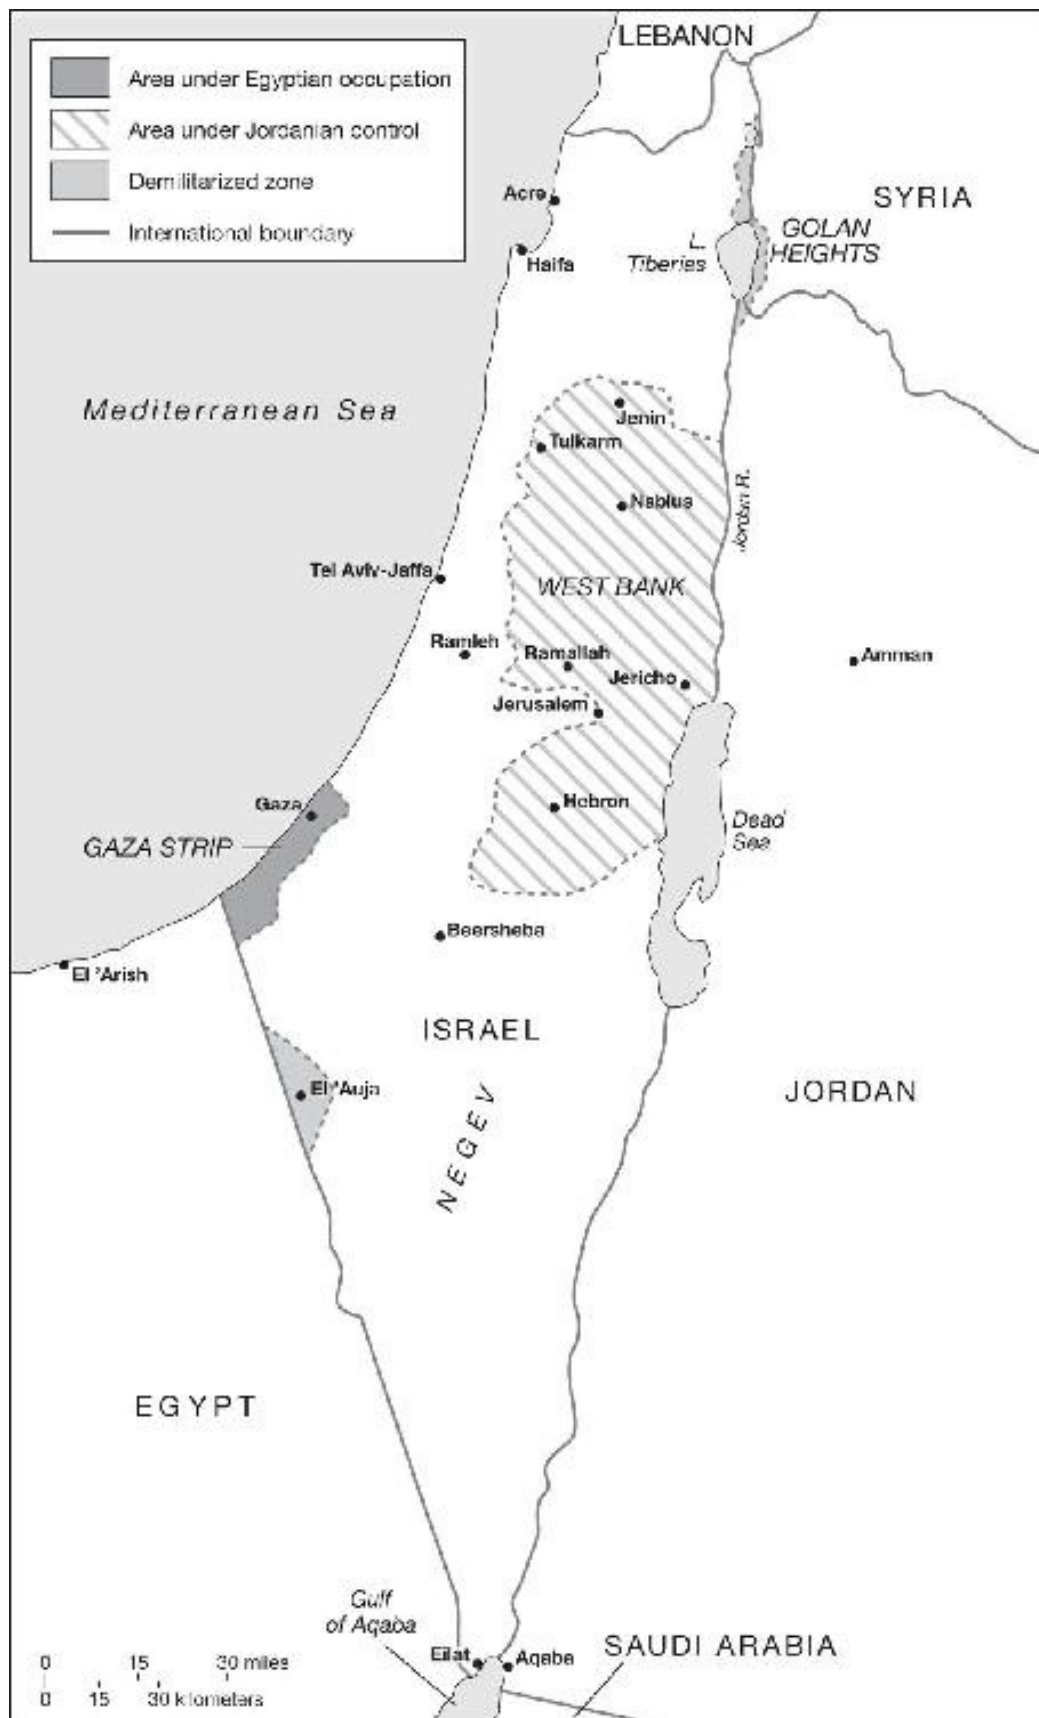 Area under Egyptian occupation
Area under Jordanian control
Demilitarized zone
International boundary
LEBANON
SYRIA
Acre
Haifa
L.
Tiberias
GOLAN
HEIGHTS
Mediterranean Sea
Jenin
Tulkarm
Nablus
Jordan R.
Tel Aviv-Jaffa
WEST BANK
Ramleh
Ramallah
Jericho
Amman
Jerusalem
Gaza
Hebron
Dead
Sea
GAZA STRIP
Beersheba
El 'Arish
ISRAEL
El 'Auja
JORDAN
NEGEV
EGYPT
Gulf
of Aqaba
Eilat
Aqaba
SAUDI ARABIA
0 15 30 miles
0 15 30 kilometers